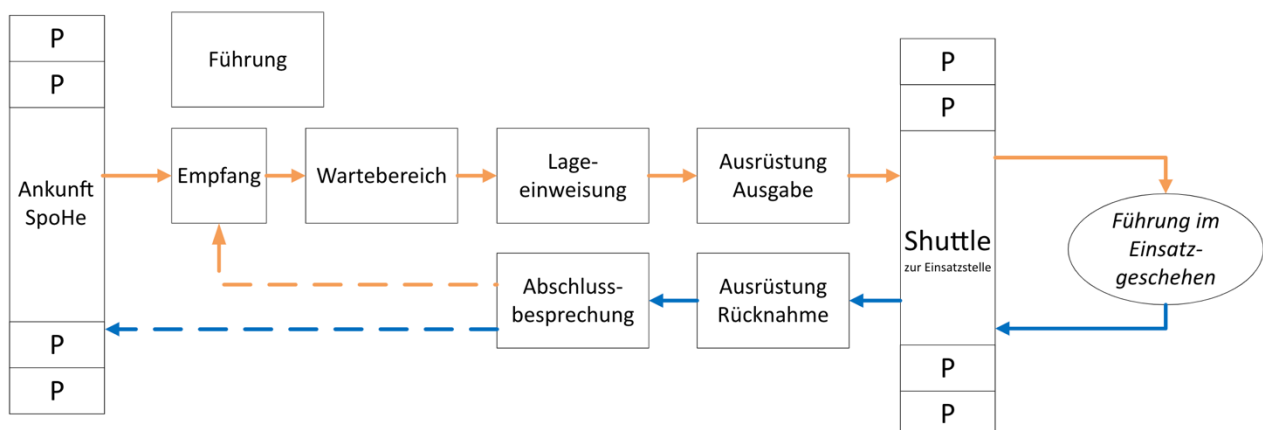 P
P
Ankunft
SpoHe
P
P
Führung
Empfang
Wartebereich
Lage-
einweisung
Ausrüstung
Ausgabe
Abschluss-
besprechung
Ausrüstung
Rücknahme
P
P
Shuttle
zur Einsatzstelle
P
P
Führung im
Einsatz-
geschehen